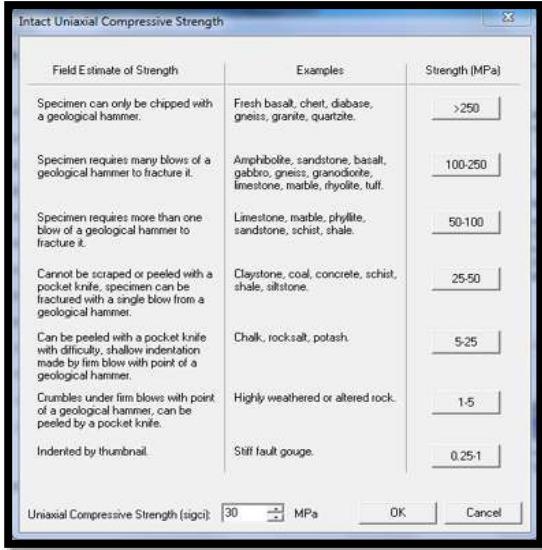 Intact Uniaxial Compressive Strength
Field Estimate of Strength
Examples
Strength (MPa)
Specimen can only be chipped with
a geological hammer.
Fresh basalt, chert, diabase,
gneiss, granite, quartzite.
>250
Specimen requires many blows of a
geological hammer to fracture it.
Amphibolite, sandstone, basalt,
gabbro, gneiss, granodiorite,
limestone, marble, rhyolite, tuff.
100-250
Specimen requires more than one
blow of a geological hammer to
fracture it.
Limestone, marble, phyllite,
sandstone, schist, shale.
50-100
Cannot be scraped or peeled with a
pocket knife, specimen can be
fractured with a single blow from a
geological hammer.
Claystone, coal, concrete, schist,
shale, siltstone.
25-50
Can be peeled with a pocket knife
with difficulty, shallow indentation
made by firm blow with point of a
geological hammer.
Chalk, rocksalt, potash.
5-25
Crumbles under firm blows with point
of a geological hammer, can be
peeled by a pocket knife.
Highly weathered or altered rock.
1-5
Indented by thumbnail.
Stiff fault gouge.
0.25-1
Uniaxial Compressive Strength (sigci): 30 MPa
OK
Cancel